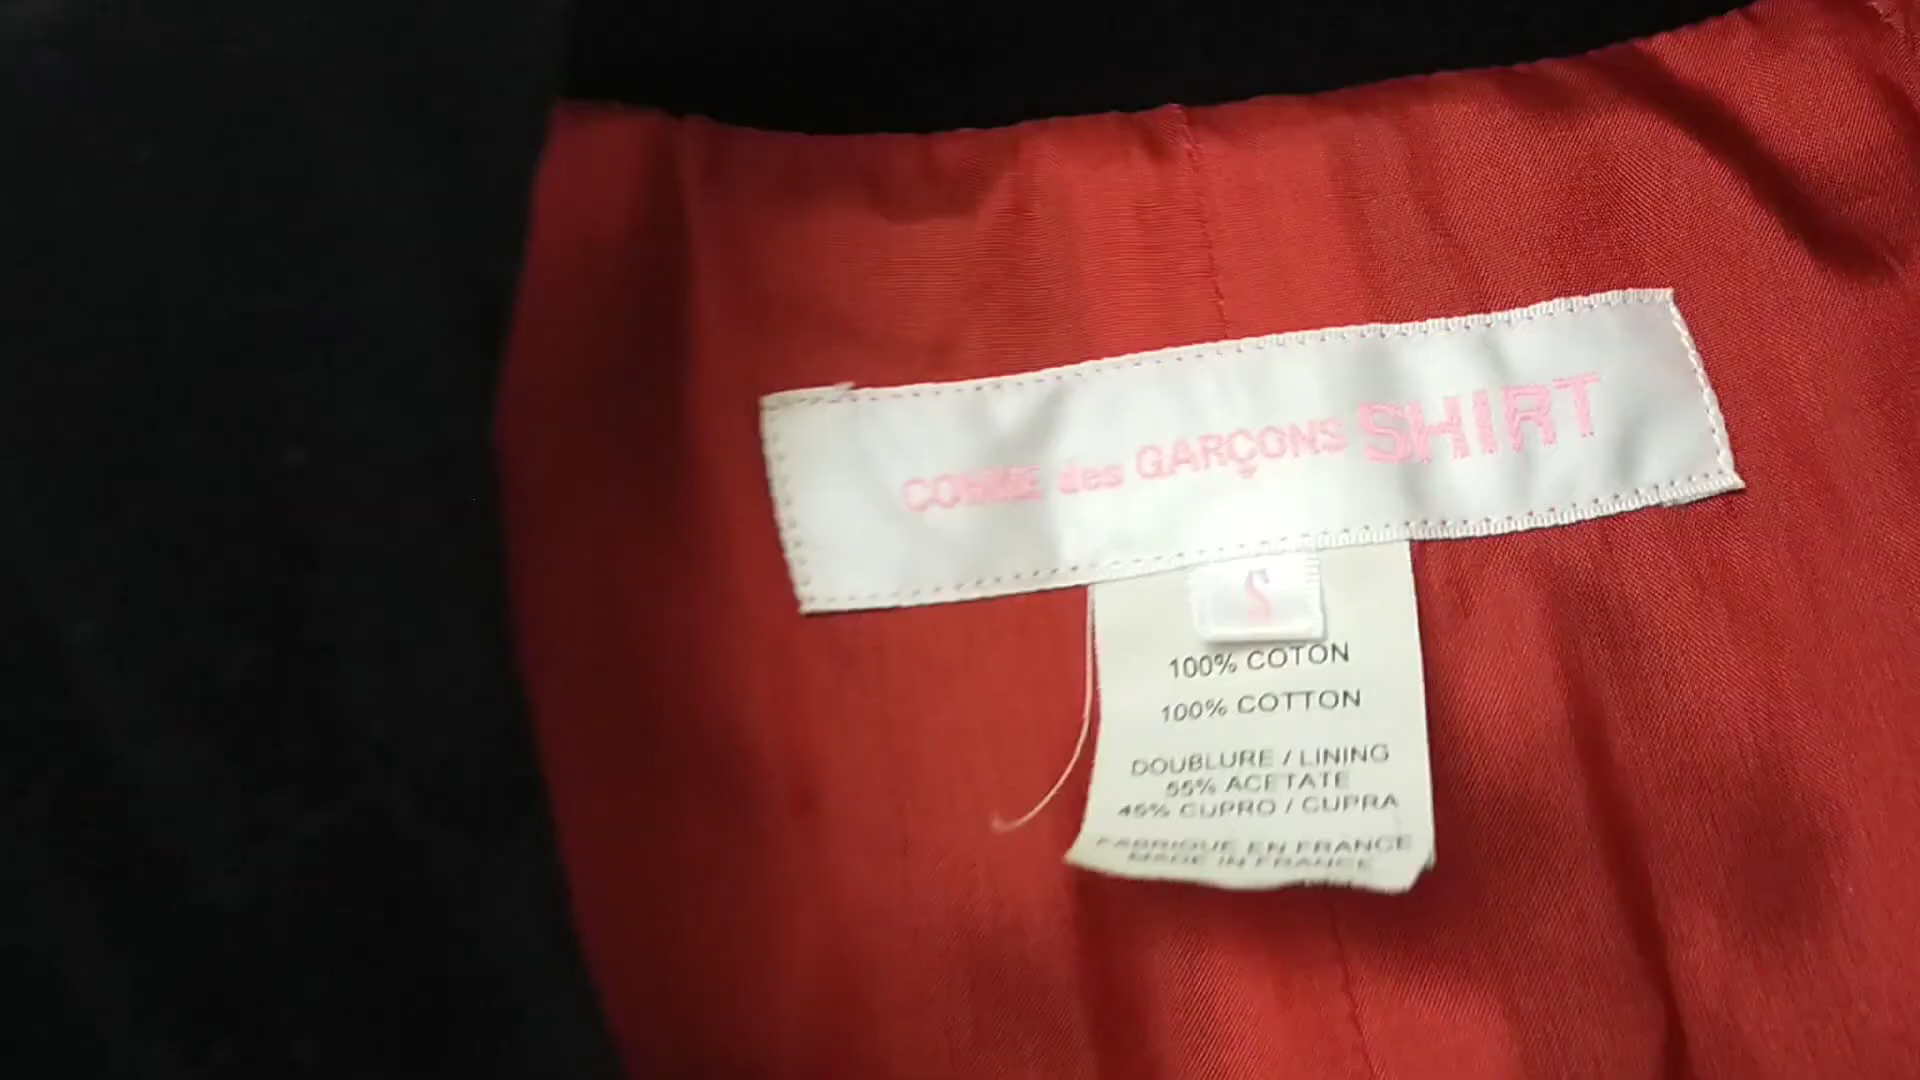 COMME des GARÇONS SHIRT
100% COTON
100% COTTON
DOUBLURE / LINING
55% ACETATE
45% CUPRO / CUPRA
FABRIQUE EN FRANCE
MADE IN FRANCE